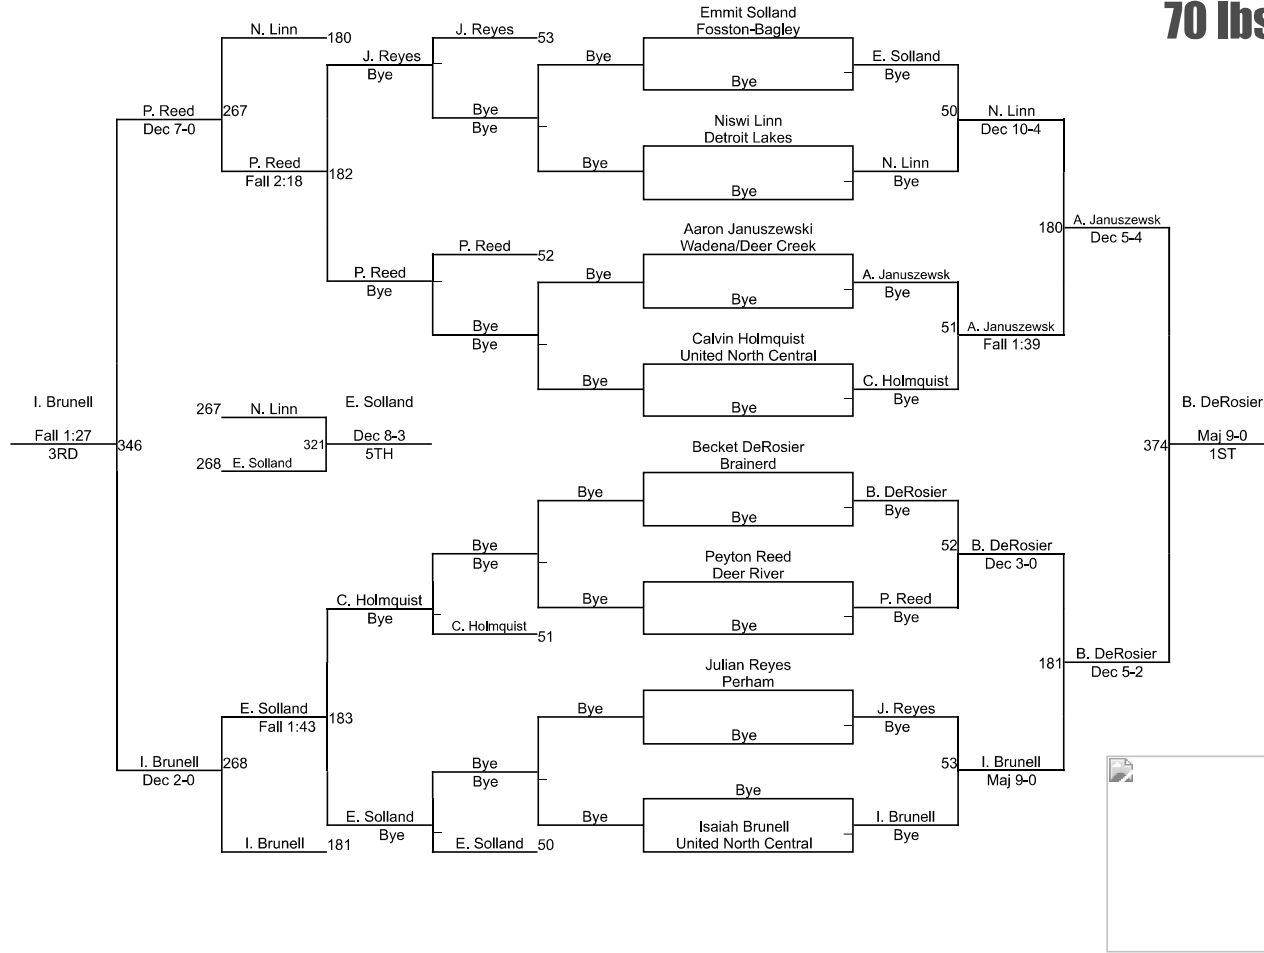 70 lbs
Emmit Solland
Fosston-Bagley
N. Linn
180
J. Reyes
53
J. Reyes
Bye
Bye
E. Solland
Bye
Bye
P. Reed
267
Dec 7-0
Bye
Bye
Niswi Linn
Detroit Lakes
50
N. Linn
Dec 10-4
P. Reed
Fall 2:18
182
Bye
Bye
N. Linn
Bye
Aaron Januszewski
Wadena/Deer Creek
180
A. Januszewsk
Dec 5-4
P. Reed
52
P. Reed
Bye
Bye
Bye
A. Januszewsk
Bye
Bye
Bye
Calvin Holmquist
United North Central
51
A. Januszewsk
Fall 1:39
Bye
Bye
C. Holmquist
Bye
I. Brunell
Fall 1:27
3RD
346
267
N. Linn
E. Solland
321
Dec 8-3
5TH
268
E. Solland
B. DeRosier
374
Maj 9-0
1ST
Becket DeRosier
Brainerd
Bye
Bye
B. DeRosier
Bye
Bye
Bye
Peyton Reed
Deer River
52
B. DeRosier
Dec 3-0
C. Holmquist
Bye
Bye
Bye
P. Reed
Bye
C. Holmquist
51
Julian Reyes
Perham
181
B. DeRosier
Dec 5-2
E. Solland
Fall 1:43
183
Bye
Bye
J. Reyes
Bye
I. Brunell
Dec 2-0
268
Bye
Bye
Bye
53
I. Brunell
Maj 9-0
E. Solland
Bye
Bye
Isaiah Brunell
United North Central
I. Brunell
Bye
I. Brunell
181
E. Solland
50